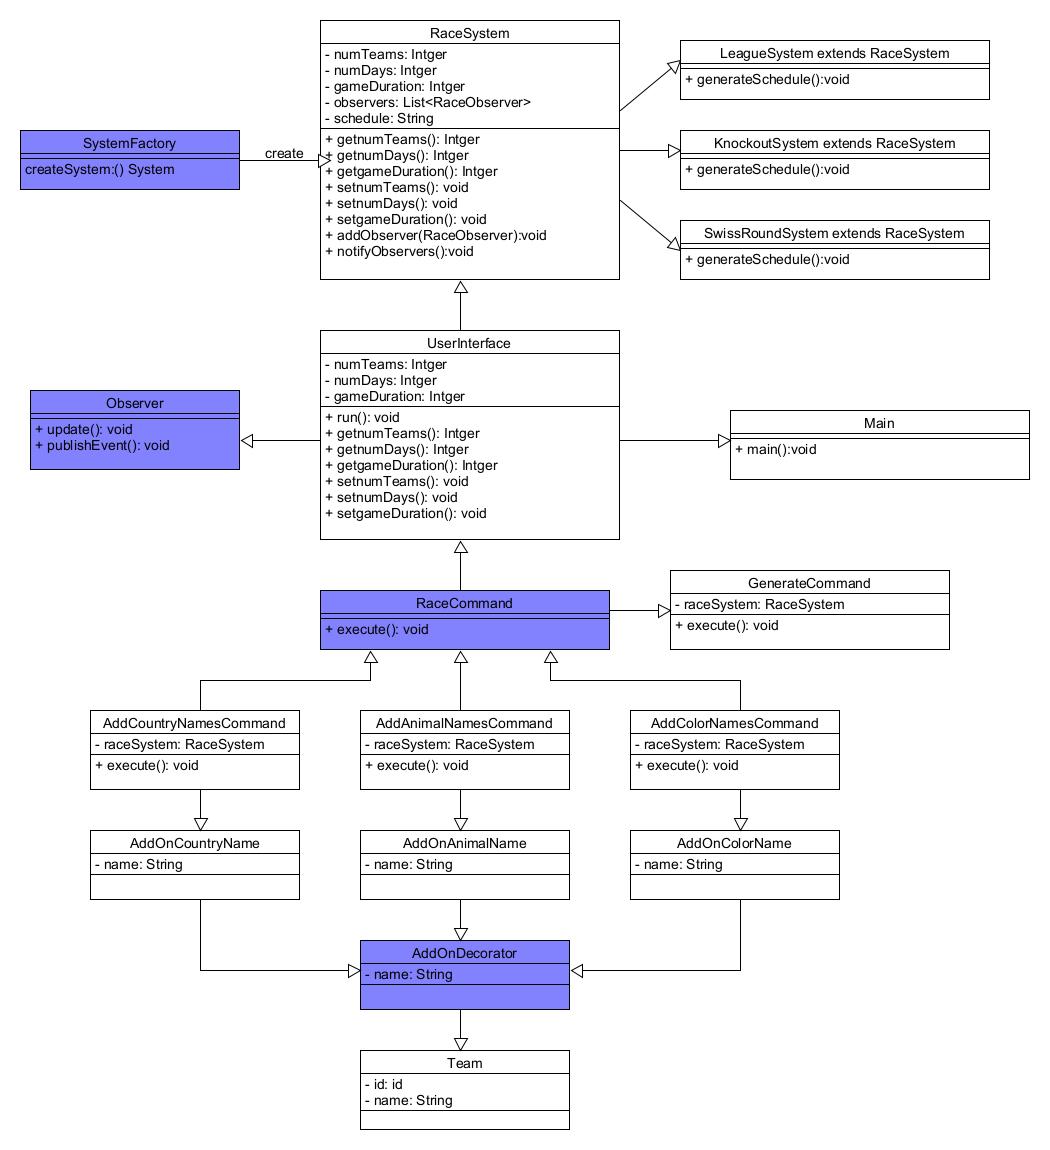 RaceSystem
- numTeams: Intger
- numDays: Intger
- gameDuration: Intger
- observers: List<RaceObserver>
- schedule: String
+ getnumTeams(): Intger
+ getnumDays(): Intger
+ getgameDuration(): Intger
+ setnumTeams(): void
+ setnumDays(): void
+ setgameDuration(): void
+ addObserver(RaceObserver):void
+ notifyObservers():void
LeagueSystem extends RaceSystem
+ generateSchedule():void
KnockoutSystem extends RaceSystem
+ generateSchedule():void
SwissRoundSystem extends RaceSystem
+ generateSchedule():void
SystemFactory
createSystem:() System
create
UserInterface
- numTeams: Intger
- numDays: Intger
- gameDuration: Intger
+ run(): void
+ getnumTeams(): Intger
+ getnumDays(): Intger
+ getgameDuration(): Intger
+ setnumTeams(): void
+ setnumDays(): void
+ setgameDuration(): void
Observer
+ update(): void
+ publishEvent(): void
Main
+ main():void
RaceCommand
+ execute(): void
GenerateCommand
- raceSystem: RaceSystem
+ execute(): void
AddCountryNamesCommand
- raceSystem: RaceSystem
+ execute(): void
AddAnimalNamesCommand
- raceSystem: RaceSystem
+ execute(): void
AddColorNamesCommand
- raceSystem: RaceSystem
+ execute(): void
AddOnCountryName
- name: String
AddOnAnimalName
- name: String
AddOnColorName
- name: String
AddOnDecorator
- name: String
Team
- id: id
- name: String